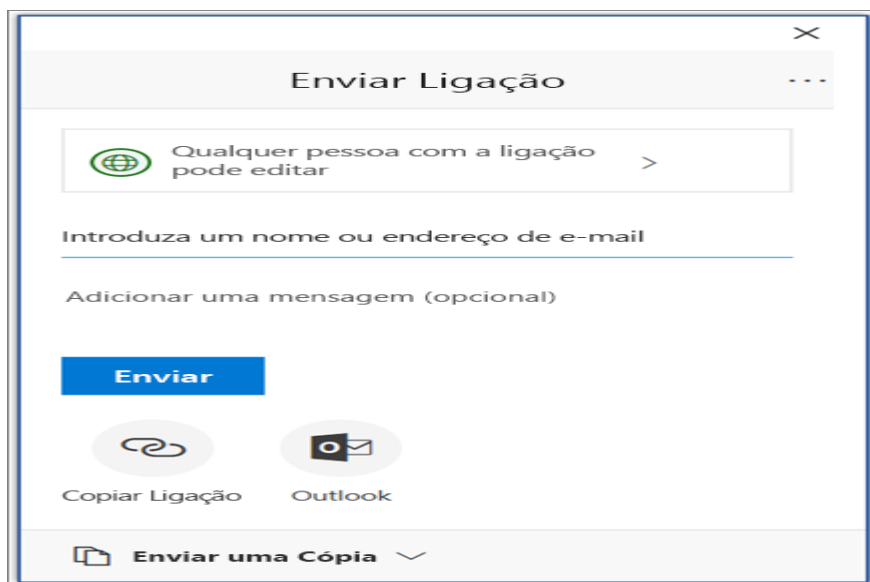 Enviar Ligação
Qualquer pessoa com a ligação
pode editar
Introduza um nome ou endereço de e-mail
Adicionar uma mensagem (opcional)
Enviar
Copiar Ligação
Outlook
Enviar uma Cópia